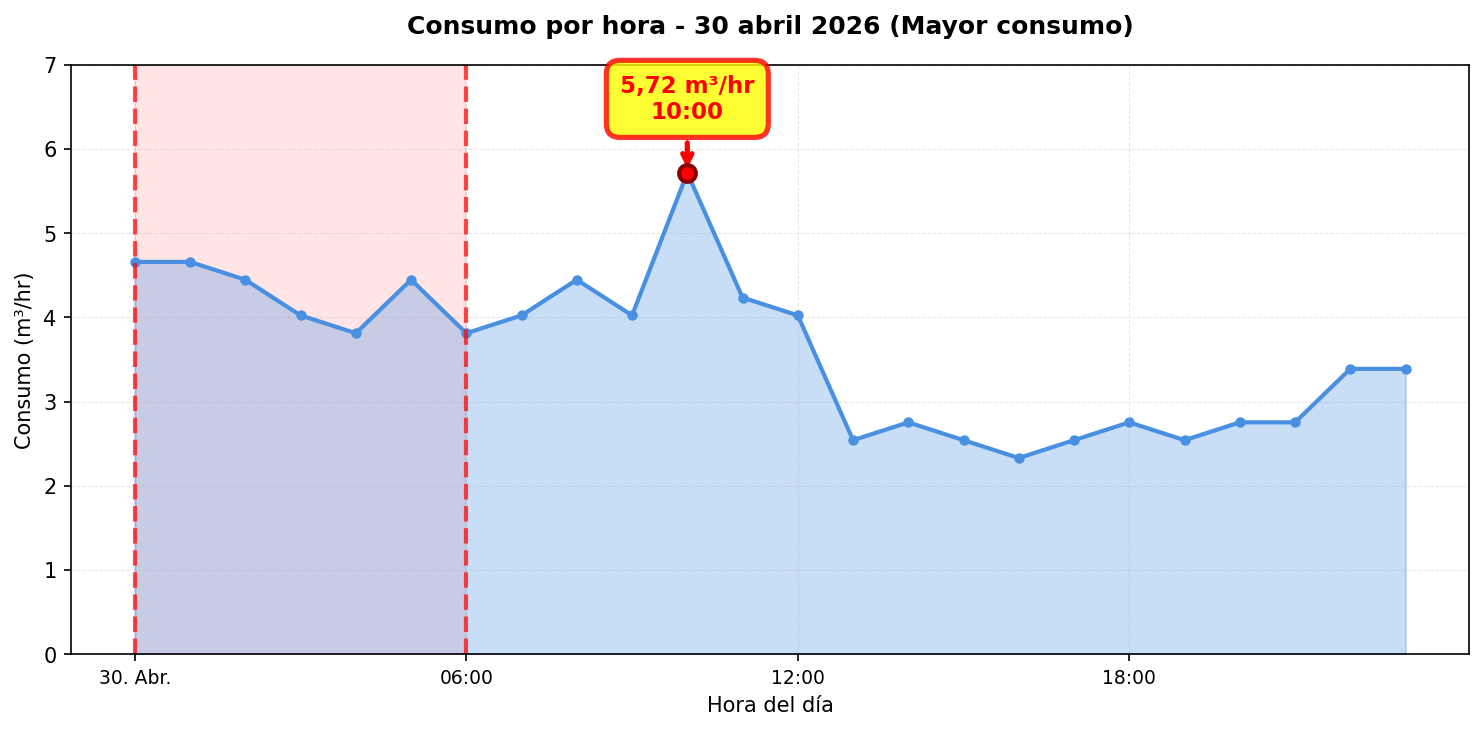 Consumo por hora - 30 abril 2026 (Mayor consumo)
5,72 m³/hr
10:00
Consumo (m³/hr)
7
6
5
4
3
2
1
0
30. Abr.
06:00
12:00
18:00
Hora del día